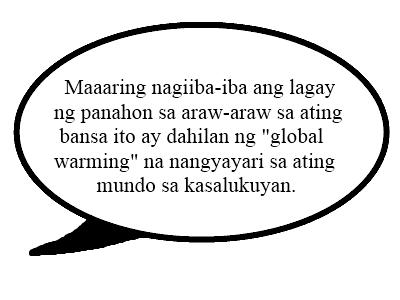 Maaaring nagiiba-iba ang lagay
ng panahon sa araw-araw sa ating
bansa ito ay dahilan ng "global
warming" na nangyayari sa ating
mundo sa kasalukuyan.